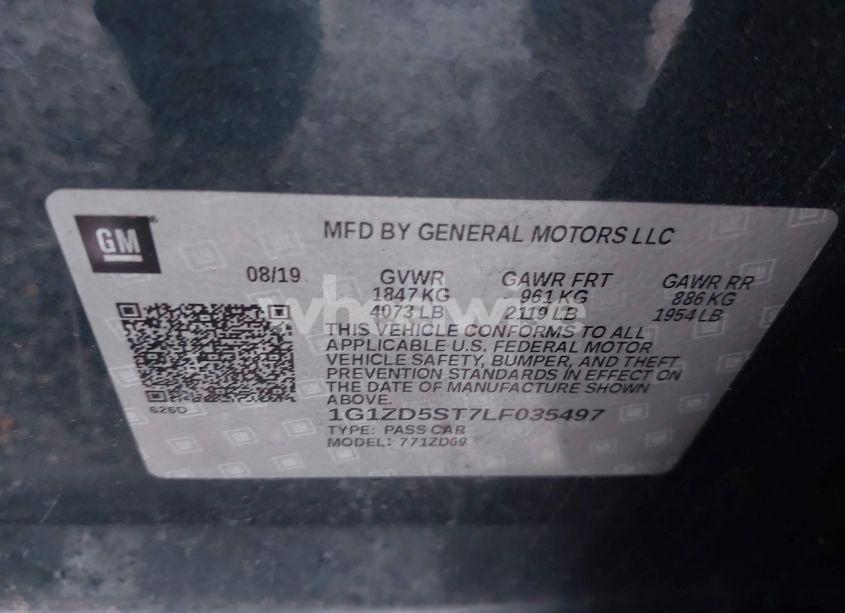 GM
MFD BY GENERAL MOTORS LLC
08/19 GVWR GAWR FRT GAWR RR
1847 KG 961 KG 886 KG
4073 LB 2119 LB 1954 LB
THIS VEHICLE CONFORMS TO ALL
APPLICABLE U.S. FEDERAL MOTOR
VEHICLE SAFETY, BUMPER, AND THEFT
PREVENTION STANDARDS IN EFFECT ON
THE DATE OF MANUFACTURE SHOWN
ABOVE.
626D
1G1ZD5ST7LF035497
TYPE: PASS CAR
MODEL: 771ZD69